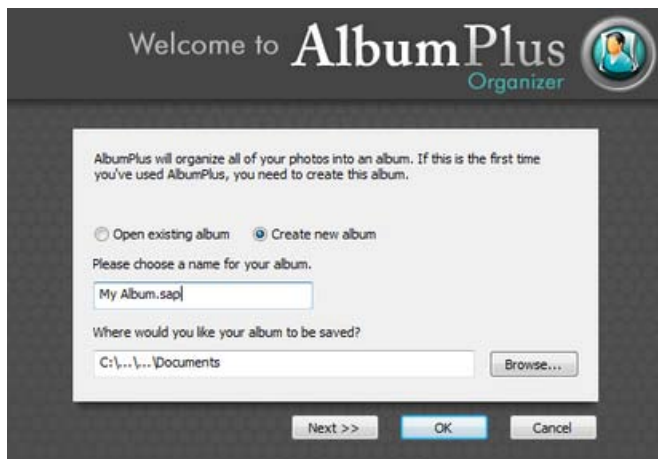 Welcome to AlbumPlus
Organizer
AlbumPlus will organize all of your photos into an album. If this is the first time
you've used AlbumPlus, you need to create this album.
Open existing album Create new album
Please choose a name for your album.
My Album.sap
Where would you like your album to be saved?
C:\...\...\Documents Browse...
Next >> OK Cancel